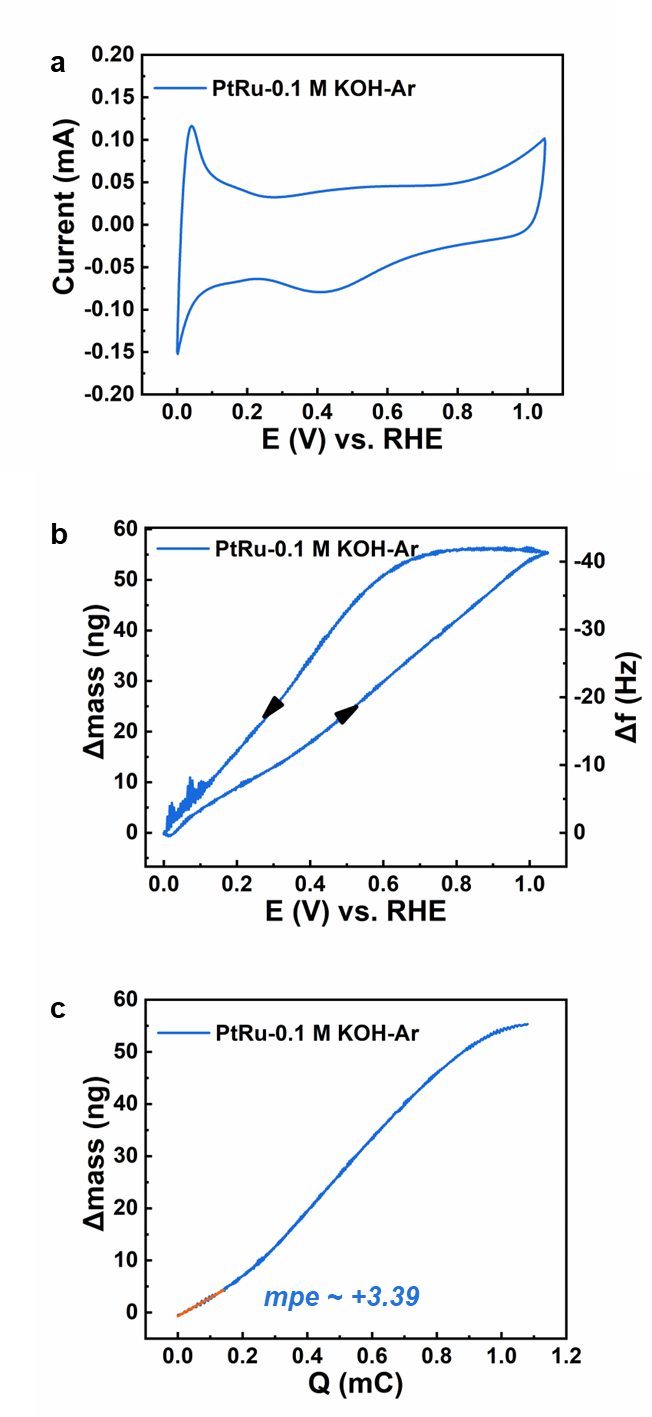 a
PtRu-0.1 M KOH-Ar
0.20
0.15
0.10
0.05
0.00
-0.05
-0.10
-0.15
-0.20
Current (mA)
0.0 0.2 0.4 0.6 0.8 1.0
E (V) vs. RHE
b
PtRu-0.1 M KOH-Ar
60
50
40
30
20
10
0
Δmass (ng)
-40
-30
-20
-10
0
Δf (Hz)
0.0 0.2 0.4 0.6 0.8 1.0
E (V) vs. RHE
c
PtRu-0.1 M KOH-Ar
60
50
40
30
20
10
0
Δmass (ng)
mpe ~ +3.39
0.0 0.2 0.4 0.6 0.8 1.0 1.2
Q (mC)